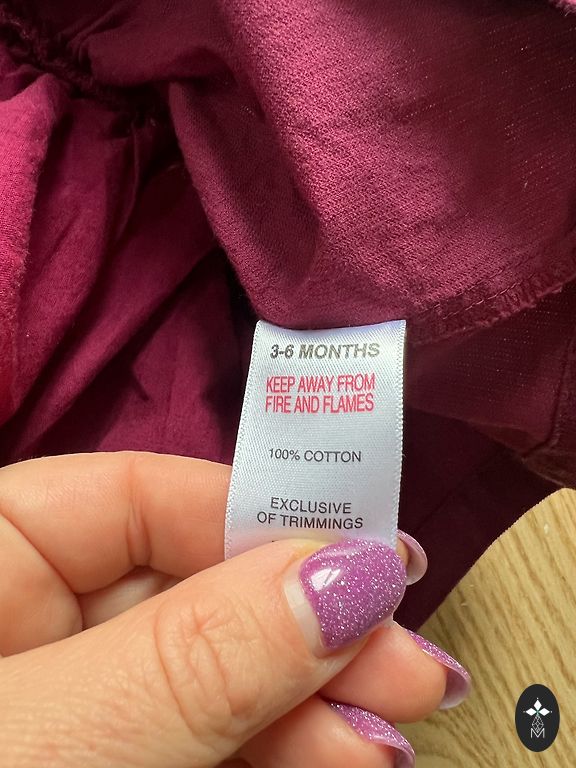 3-6 MONTHS
KEEP AWAY FROM
FIRE AND FLAMES
100% COTTON
EXCLUSIVE
OF TRIMMINGS
M